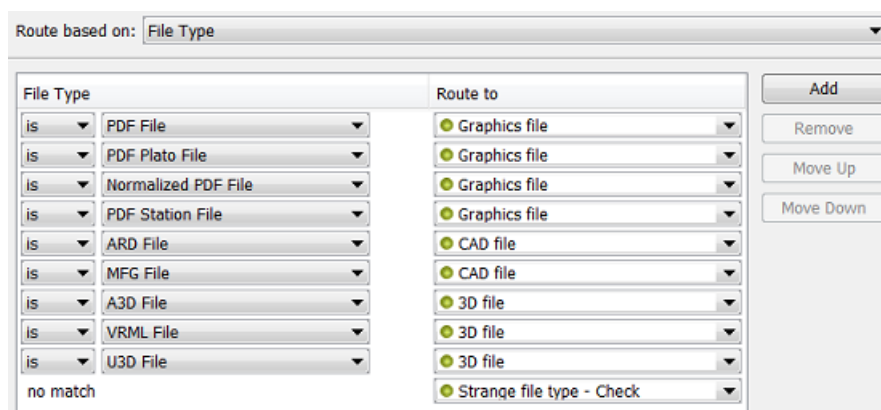 Route based on: File Type
File Type Route to Add
is PDF File Graphics file
Remove
is PDF Plato File Graphics file
Move Up
is Normalized PDF File Graphics file
is PDF Station File Graphics file Move Down
is ARD File CAD file
is MFG File CAD file
is A3D File 3D file
is VRML File 3D file
is U3D File 3D file
no match Strange file type - Check